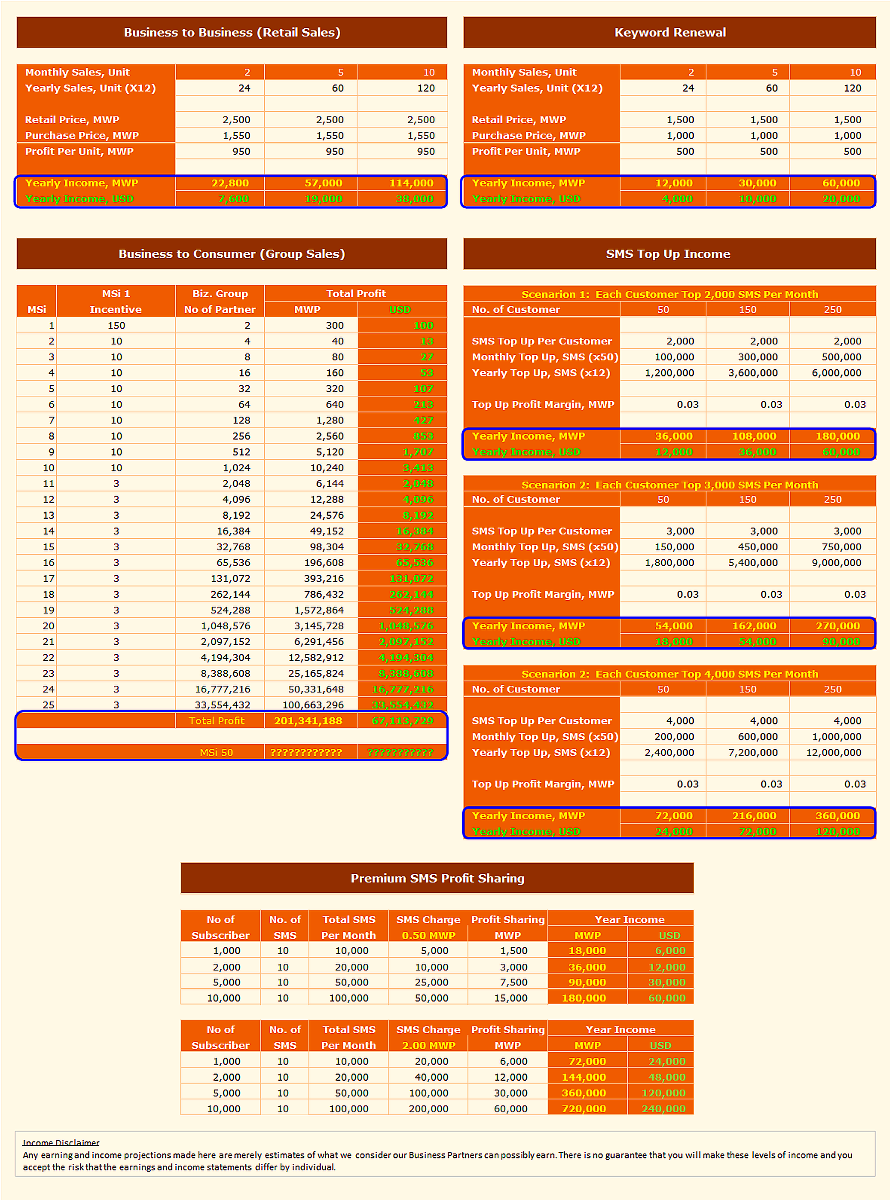 Business to Business (Retail Sales)
Monthly Sales, Unit 2 5 10
Yearly Sales, Unit (X12) 24 60 120
Retail Price, MWP 2,500 2,500 2,500
Purchase Price, MWP 1,550 1,550 1,550
Profit Per Unit, MWP 950 950 950
Yearly Income, MWP 22,800 57,000 114,000
Yearly Income, USD 7,600 19,000 38,000
Keyword Renewal
Monthly Sales, Unit 2 5 10
Yearly Sales, Unit (X12) 24 60 120
Retail Price, MWP 1,500 1,500 1,500
Purchase Price, MWP 1,000 1,000 1,000
Profit Per Unit, MWP 500 500 500
Yearly Income, MWP 12,000 30,000 60,000
Yearly Income, USD 4,000 10,000 20,000
Business to Consumer (Group Sales)
MSi 1 Biz. Group Total Profit
MSi Incentive No of Partner MWP USD
1 150 2 300 100
2 10 4 40 13
3 10 8 80 27
4 10 16 160 53
5 10 32 320 107
6 10 64 640 213
7 10 128 1,280 427
8 10 256 2,560 853
9 10 512 5,120 1,707
10 10 1,024 10,240 3,413
11 3 2,048 6,144 2,048
12 3 4,096 12,288 4,096
13 3 8,192 24,576 8,192
14 3 16,384 49,152 16,384
15 3 32,768 98,304 32,768
16 3 65,536 196,608 65,536
17 3 131,072 393,216 131,072
18 3 262,144 786,432 262,144
19 3 524,288 1,572,864 524,288
20 3 1,048,576 3,145,728 1,048,576
21 3 2,097,152 6,291,456 2,097,152
22 3 4,194,304 12,582,912 4,194,304
23 3 8,388,608 25,165,824 8,388,608
24 3 16,777,216 50,331,648 16,777,216
25 3 33,554,432 100,663,296 33,554,432
Total Profit 201,341,188 67,113,729
MSi 50 ???????????? ???????????
SMS Top Up Income
Scenarion 1: Each Customer Top 2,000 SMS Per Month
No. of Customer 50 150 250
SMS Top Up Per Customer 2,000 2,000 2,000
Monthly Top Up, SMS (x50) 100,000 300,000 500,000
Yearly Top Up, SMS (x12) 1,200,000 3,600,000 6,000,000
Top Up Profit Margin, MWP 0.03 0.03 0.03
Yearly Income, MWP 36,000 108,000 180,000
Yearly Income, USD 12,000 36,000 60,000
Scenarion 2: Each Customer Top 3,000 SMS Per Month
No. of Customer 50 150 250
SMS Top Up Per Customer 3,000 3,000 3,000
Monthly Top Up, SMS (x50) 150,000 450,000 750,000
Yearly Top Up, SMS (x12) 1,800,000 5,400,000 9,000,000
Top Up Profit Margin, MWP 0.03 0.03 0.03
Yearly Income, MWP 54,000 162,000 270,000
Yearly Income, USD 18,000 54,000 90,000
Scenarion 2: Each Customer Top 4,000 SMS Per Month
No. of Customer 50 150 250
SMS Top Up Per Customer 4,000 4,000 4,000
Monthly Top Up, SMS (x50) 200,000 600,000 1,000,000
Yearly Top Up, SMS (x12) 2,400,000 7,200,000 12,000,000
Top Up Profit Margin, MWP 0.03 0.03 0.03
Yearly Income, MWP 72,000 216,000 360,000
Yearly Income, USD 24,000 72,000 120,000
Premium SMS Profit Sharing
No of No. of Total SMS SMS Charge Profit Sharing Year Income
Subscriber SMS Per Month 0.50 MWP MWP MWP USD
1,000 10 10,000 5,000 1,500 18,000 6,000
2,000 10 20,000 10,000 3,000 36,000 12,000
5,000 10 50,000 25,000 7,500 90,000 30,000
10,000 10 100,000 50,000 15,000 180,000 60,000
No of No. of Total SMS SMS Charge Profit Sharing Year Income
Subscriber SMS Per Month 2.00 MWP MWP MWP USD
1,000 10 10,000 20,000 6,000 72,000 24,000
2,000 10 20,000 40,000 12,000 144,000 48,000
5,000 10 50,000 100,000 30,000 360,000 120,000
10,000 10 100,000 200,000 60,000 720,000 240,000
Income Disclaimer
Any earning and income projections made here are merely estimates of what we consider our Business Partners can possibly earn. There is no guarantee that you will make these levels of income and you
accept the risk that the earnings and income statements differ by individual.